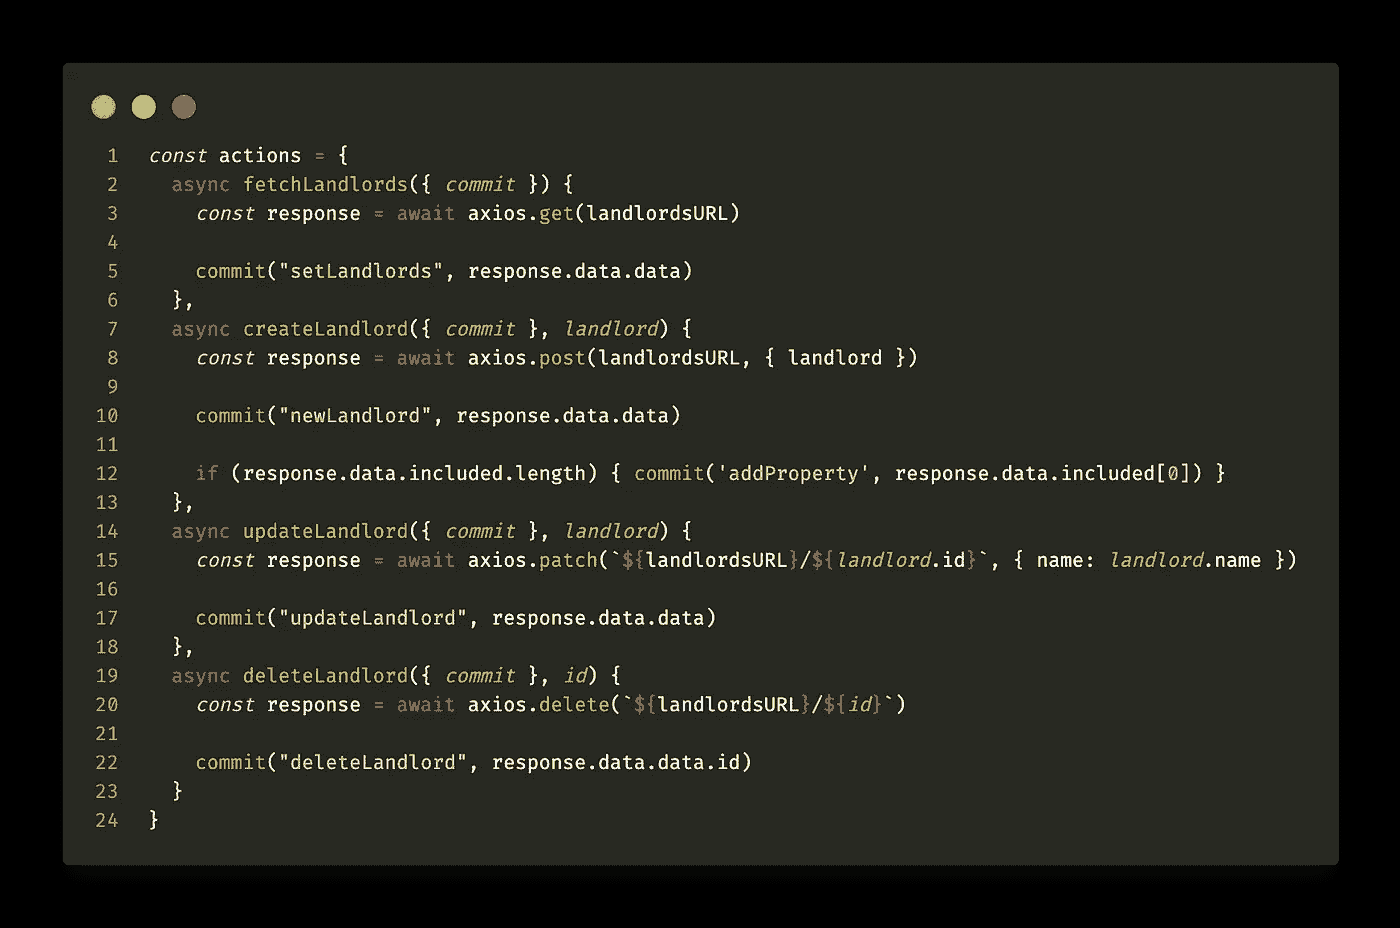 1 const actions = {
2 async fetchLandlords({ commit }) {
3 const response = await axios.get(landlordsURL)
4
5 commit("setLandlords", response.data.data)
6 },
7 async createLandlord({ commit }, landlord) {
8 const response = await axios.post(landlordsURL, { landlord })
9
10 commit("newLandlord", response.data.data)
11
12 if (response.data.included.length) { commit('addProperty', response.data.included[0]) }
13 },
14 async updateLandlord({ commit }, landlord) {
15 const response = await axios.patch(`${landlordsURL}/${landlord.id}`, { name: landlord.name })
16
17 commit("updateLandlord", response.data.data)
18 },
19 async deleteLandlord({ commit }, id) {
20 const response = await axios.delete(`${landlordsURL}/${id}`)
21
22 commit("deleteLandlord", response.data.data.id)
23 }
24 }